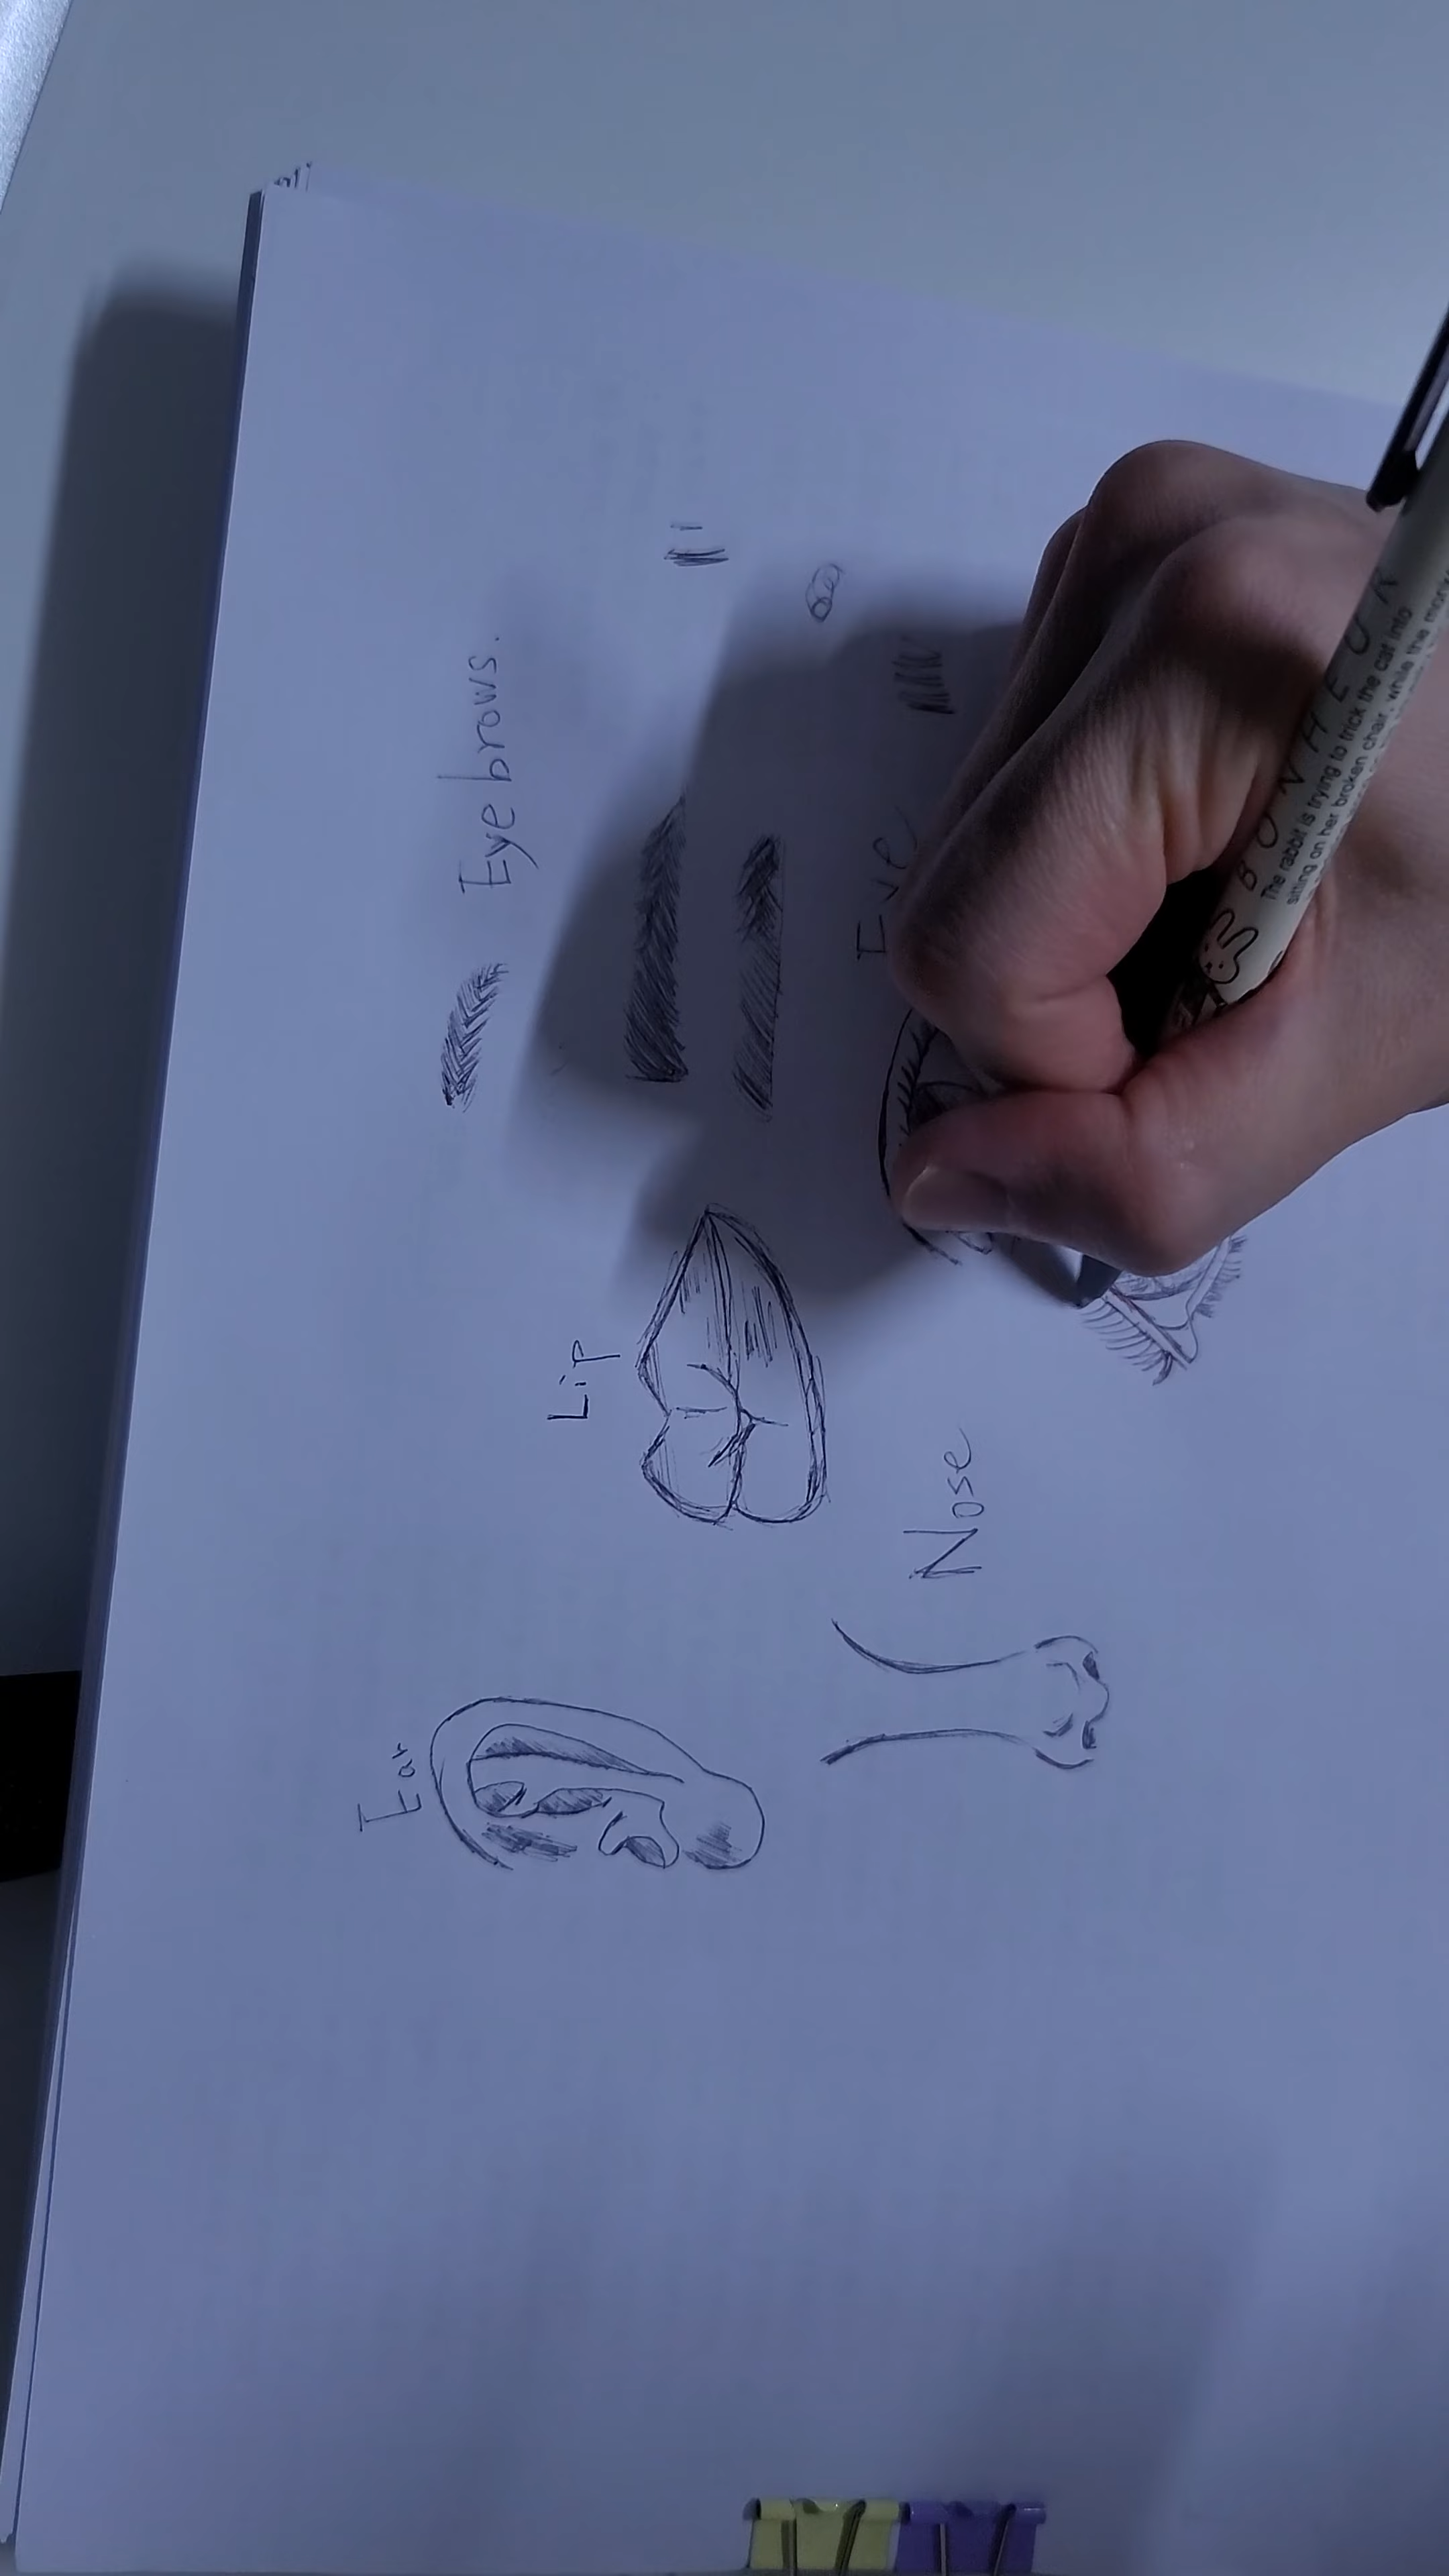 Eyebrows.
Lip
Eye
Ear
Nose
BONHEUR
The rabbit is trying to trick the cat into
sitting on her broken chair, while the